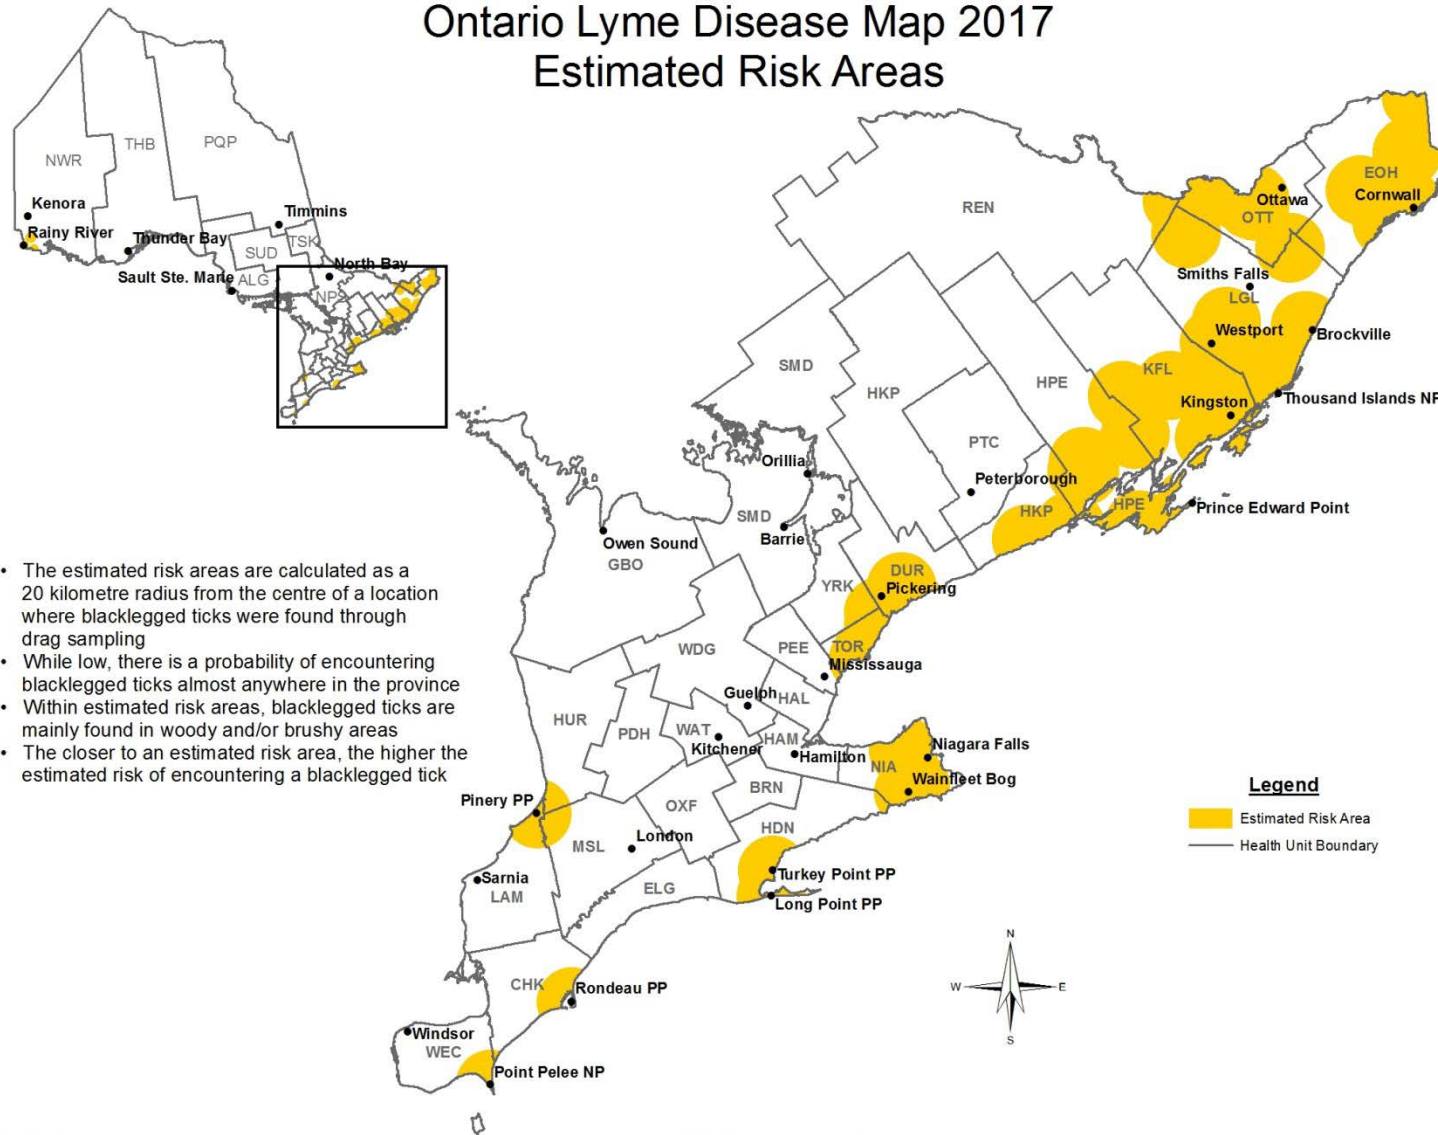 Ontario Lyme Disease Map 2017
Estimated Risk Areas
NWR
THB
PQP
Kenora
Rainy River
Thunder Bay
Timmins
SUD
TSK
Sault Ste. Marie
ALG
North Bay
NPS
REN
EOH
Cornwall
Ottawa
OTT
Smiths Falls
LGL
Westport
Brockville
SMD
HKP
HPE
KFL
Kingston
Thousand Islands NP
PTC
Orillia
Peterborough
SMD
Barrie
HKP
HPE
Prince Edward Point
Owen Sound
GBO
YRK
DUR
Pickering
• The estimated risk areas are calculated as a
20 kilometre radius from the centre of a location
where blacklegged ticks were found through
drag sampling
• While low, there is a probability of encountering
blacklegged ticks almost anywhere in the province
• Within estimated risk areas, blacklegged ticks are
mainly found in woody and/or brushy areas
• The closer to an estimated risk area, the higher the
estimated risk of encountering a blacklegged tick
WDG
PEE
TOR
Mississauga
Guelph
HAL
HUR
PDH
WAT
Kitchener
HAM
Hamilton
NIA
Niagara Falls
Wainfleet Bog
BRN
Pinery PP
OXF
HDN
MSL
London
Turkey Point PP
Sarnia
LAM
ELG
Long Point PP
CHK
Rondeau PP
Windsor
WEC
Point Pelee NP
Legend
Estimated Risk Area
Health Unit Boundary
N
W
E
S